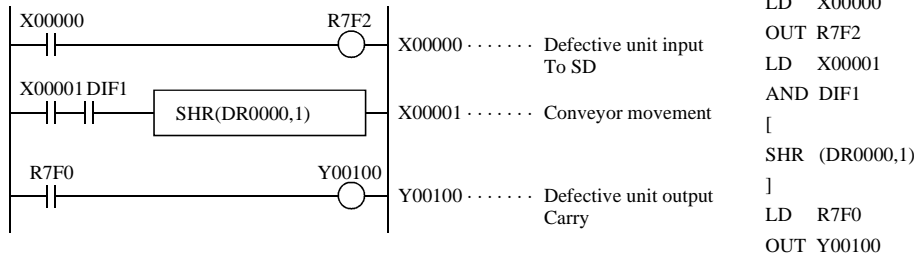 X00000 R7F2
X00000 ······· Defective unit input
To SD
X00001 DIF1
SHR(DR0000,1)
X00001 ······· Conveyor movement
R7F0 Y00100
Y00100 ······· Defective unit output
Carry
LD X00000
OUT R7F2
LD X00001
AND DIF1
[
SHR (DR0000,1)
]
LD R7F0
OUT Y00100